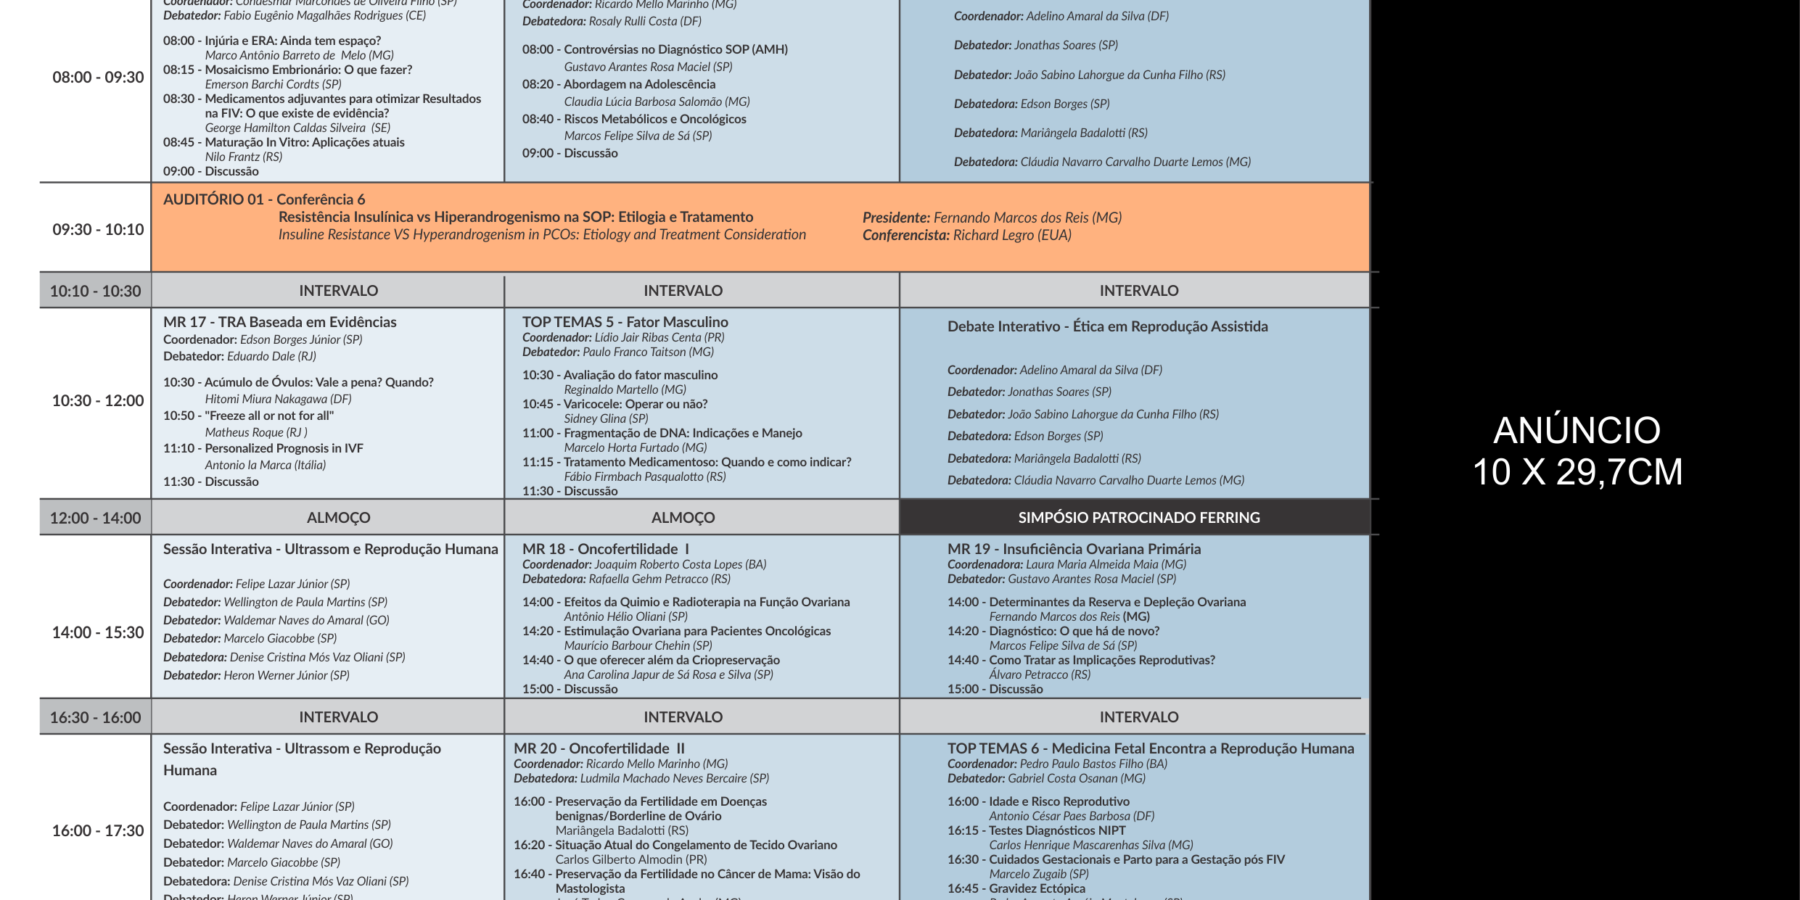 Coordenador: Condesmar Marcondes de Oliveira Filho (SP)
Debatedor: Fabio Eugênio Magalhães Rodrigues (CE)
08:00 - Injúria e ERA: Ainda tem espaço?
Marco Antônio Barreto de Melo (MG)
08:15 - Mosaicismo Embrionário: O que fazer?
Emerson Barchi Cordts (SP)
08:30 - Medicamentos adjuvantes para otimizar Resultados
na FIV: O que existe de evidência?
George Hamilton Caldas Silveira (SE)
08:45 - Maturação In Vitro: Aplicações atuais
Nilo Frantz (RS)
09:00 - Discussão
Coordenador: Ricardo Mello Marinho (MG)
Debatedora: Rosaly Rulli Costa (DF)
08:00 - Controvérsias no Diagnóstico SOP (AMH)
Gustavo Arantes Rosa Maciel (SP)
08:20 - Abordagem na Adolescência
Claudia Lúcia Barbosa Salomão (MG)
08:40 - Riscos Metabólicos e Oncológicos
Marcos Felipe Silva de Sá (SP)
09:00 - Discussão
Coordenador: Adelino Amaral da Silva (DF)
Debatedor: Jonathas Soares (SP)
Debatedor: João Sabino Lahorgue da Cunha Filho (RS)
Debatedora: Edson Borges (SP)
Debatedora: Mariângela Badalotti (RS)
Debatedora: Cláudia Navarro Carvalho Duarte Lemos (MG)
08:00 - 09:30
09:30 - 10:10
AUDITÓRIO 01 - Conferência 6
Resistência Insulínica vs Hiperandrogenismo na SOP: Etilogia e Tratamento
Insuline Resistance VS Hyperandrogenism in PCOs: Etiology and Treatment Consideration
Presidente: Fernando Marcos dos Reis (MG)
Conferencista: Richard Legro (EUA)
10:10 - 10:30
INTERVALO
INTERVALO
INTERVALO
10:30 - 12:00
MR 17 - TRA Baseada em Evidências
Coordenador: Edson Borges Júnior (SP)
Debatedor: Eduardo Dale (RJ)
10:30 - Acúmulo de Óvulos: Vale a pena? Quando?
Hitomi Miura Nakagawa (DF)
10:50 - "Freeze all or not for all"
Matheus Roque (RJ )
11:10 - Personalized Prognosis in IVF
Antonio la Marca (Itália)
11:30 - Discussão
TOP TEMAS 5 - Fator Masculino
Coordenador: Lídio Jair Ribas Centa (PR)
Debatedor: Paulo Franco Taitson (MG)
10:30 - Avaliação do fator masculino
Reginaldo Martello (MG)
10:45 - Varicocele: Operar ou não?
Sidney Glina (SP)
11:00 - Fragmentação de DNA: Indicações e Manejo
Marcelo Horta Furtado (MG)
11:15 - Tratamento Medicamentoso: Quando e como indicar?
Fábio Firmbach Pasqualotto (RS)
11:30 - Discussão
Debate Interativo - Ética em Reprodução Assistida
Coordenador: Adelino Amaral da Silva (DF)
Debatedor: Jonathas Soares (SP)
Debatedor: João Sabino Lahorgue da Cunha Filho (RS)
Debatedora: Edson Borges (SP)
Debatedora: Mariângela Badalotti (RS)
Debatedora: Cláudia Navarro Carvalho Duarte Lemos (MG)
12:00 - 14:00
ALMOÇO
ALMOÇO
SIMPÓSIO PATROCINADO FERRING
14:00 - 15:30
Sessão Interativa - Ultrassom e Reprodução Humana
Coordenador: Felipe Lazar Júnior (SP)
Debatedor: Wellington de Paula Martins (SP)
Debatedor: Waldemar Naves do Amaral (GO)
Debatedor: Marcelo Giacobbe (SP)
Debatedora: Denise Cristina Mós Vaz Oliani (SP)
Debatedor: Heron Werner Júnior (SP)
MR 18 - Oncofertilidade I
Coordenador: Joaquim Roberto Costa Lopes (BA)
Debatedora: Rafaella Gehm Petracco (RS)
14:00 - Efeitos da Quimio e Radioterapia na Função Ovariana
Antônio Hélio Oliani (SP)
14:20 - Estimulação Ovariana para Pacientes Oncológicas
Maurício Barbour Chehin (SP)
14:40 - O que oferecer além da Criopreservação
Ana Carolina Japur de Sá Rosa e Silva (SP)
15:00 - Discussão
MR 19 - Insuficiência Ovariana Primária
Coordenadora: Laura Maria Almeida Maia (MG)
Debatedor: Gustavo Arantes Rosa Maciel (SP)
14:00 - Determinantes da Reserva e Depleção Ovariana
Fernando Marcos dos Reis (MG)
14:20 - Diagnóstico: O que há de novo?
Marcos Felipe Silva de Sá (SP)
14:40 - Como Tratar as Implicações Reprodutivas?
Álvaro Petracco (RS)
15:00 - Discussão
16:30 - 16:00
INTERVALO
INTERVALO
INTERVALO
16:00 - 17:30
Sessão Interativa - Ultrassom e Reprodução
Humana
Coordenador: Felipe Lazar Júnior (SP)
Debatedor: Wellington de Paula Martins (SP)
Debatedor: Waldemar Naves do Amaral (GO)
Debatedor: Marcelo Giacobbe (SP)
Debatedora: Denise Cristina Mós Vaz Oliani (SP)
Debatedor: Heron Werner Júnior (SP)
MR 20 - Oncofertilidade II
Coordenador: Ricardo Mello Marinho (MG)
Debatedora: Ludmila Machado Neves Bercaire (SP)
16:00 - Preservação da Fertilidade em Doenças
benignas/Borderline de Ovário
Mariângela Badalotti (RS)
16:20 - Situação Atual do Congelamento de Tecido Ovariano
Carlos Gilberto Almodin (PR)
16:40 - Preservação da Fertilidade no Câncer de Mama: Visão do
Mastologista
TOP TEMAS 6 - Medicina Fetal Encontra a Reprodução Humana
Coordenador: Pedro Paulo Bastos Filho (BA)
Debatedor: Gabriel Costa Osanan (MG)
16:00 - Idade e Risco Reprodutivo
Antonio César Paes Barbosa (DF)
16:15 - Testes Diagnósticos NIPT
Carlos Henrique Mascarenhas Silva (MG)
16:30 - Cuidados Gestacionais e Parto para a Gestação pós FIV
Marcelo Zugaib (SP)
16:45 - Gravidez Ectópica
ANÚNCIO
10 X 29,7CM